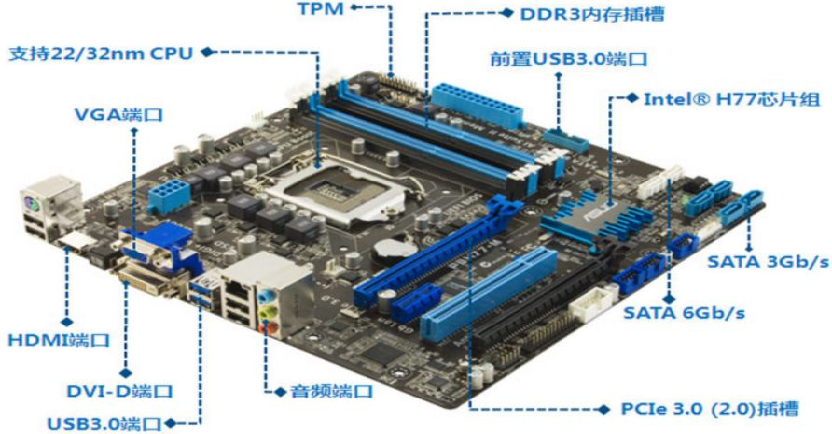 TPM
DDR3内存插槽
支持22/32nm CPU
前置USB3.0端口
Intel® H77芯片组
VGA端口
SATA 3Gb/s
SATA 6Gb/s
HDMI端口
DVI-D端口
音频端口
USB3.0端口
PCIe 3.0 (2.0)插槽